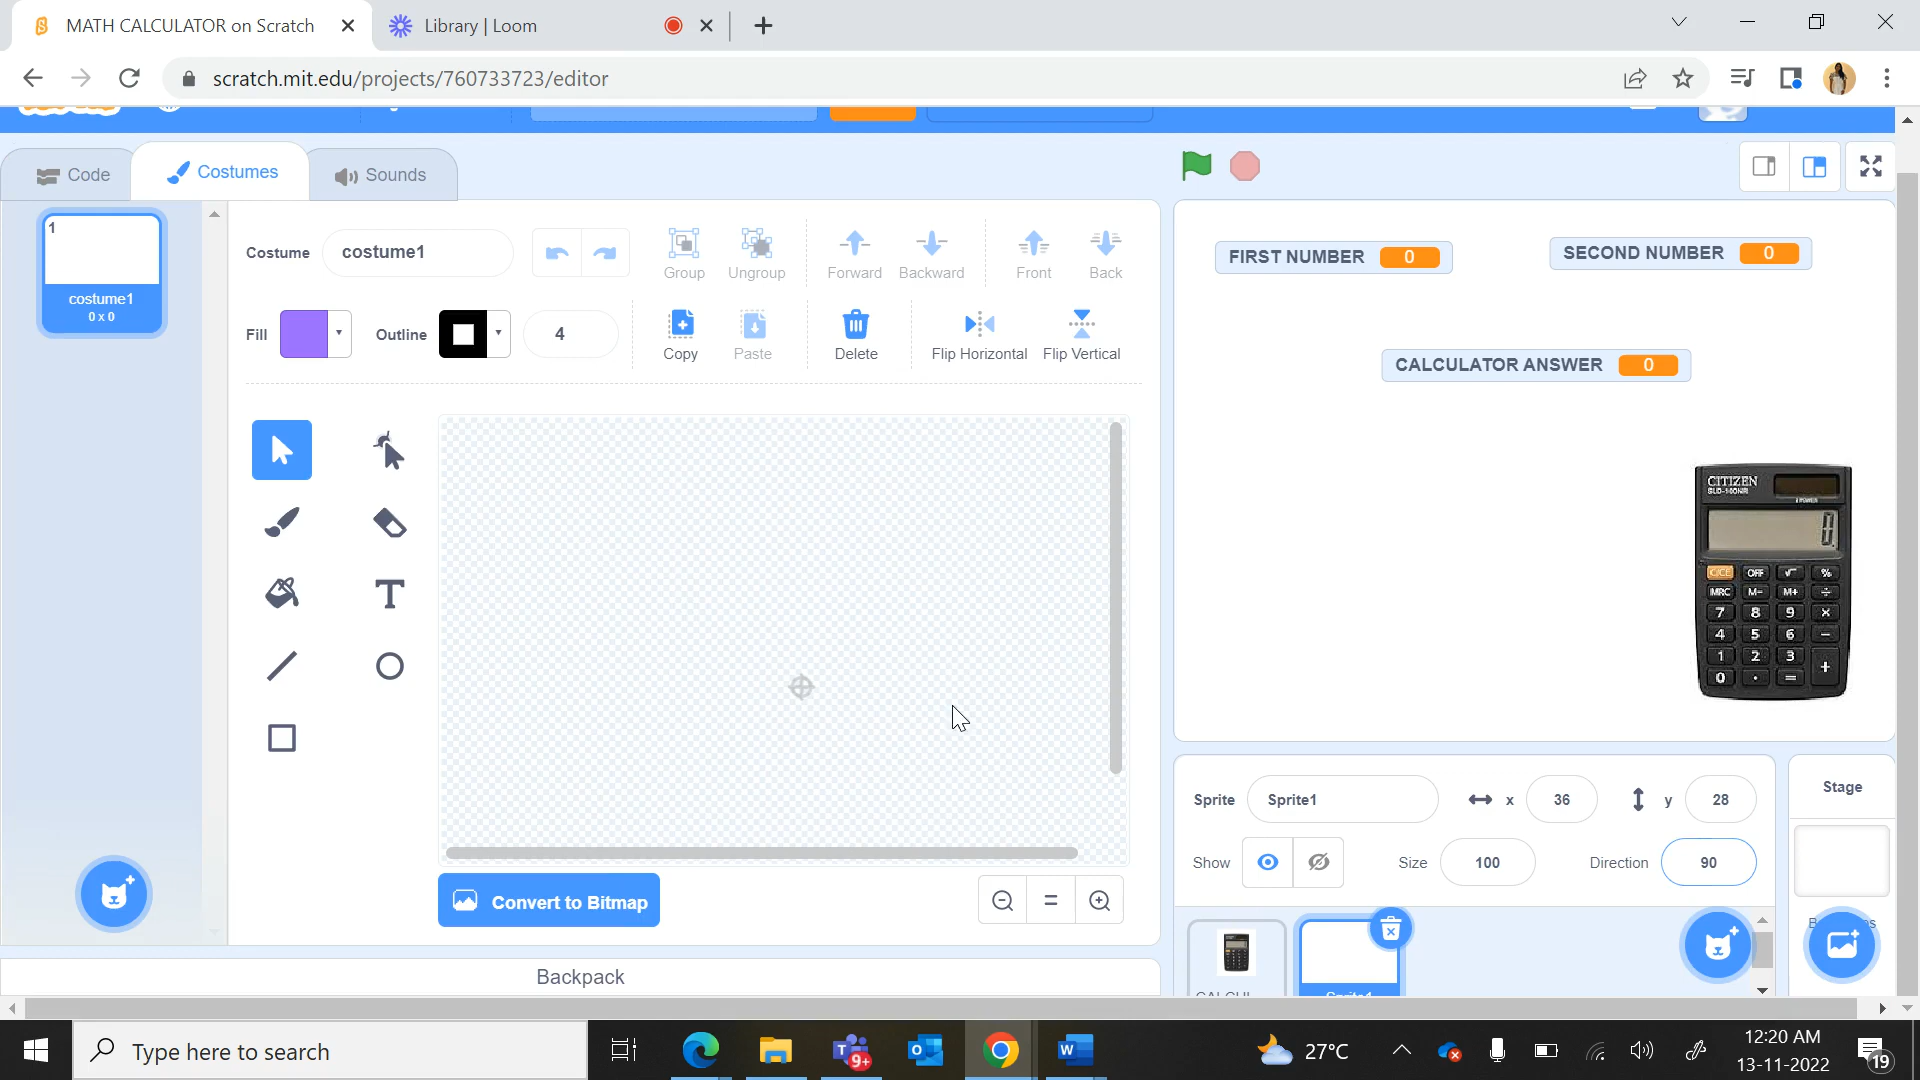 MATH CALCULATOR on Scratch
Library | Loom
scratch.mit.edu/projects/760733723/editor
Code
Costumes
Sounds
1
costume1
0 x 0
Costume
costume1
Group
Ungroup
Forward
Backward
Front
Back
Fill
Outline
4
Copy
Paste
Delete
Flip Horizontal
Flip Vertical
T
Convert to Bitmap
Backpack
FIRST NUMBER 0
SECOND NUMBER 0
CALCULATOR ANSWER 0
CITIZEN
0
C/CE OFF √ %
MRC M- M+ ÷
7 8 9 ×
4 5 6 −
1 2 3 +
0 . =
Sprite
Sprite1
x
36
y
28
Show
Size
100
Direction
90
Stage
Type here to search
9+
27°C
12:20 AM
13-11-2022
19